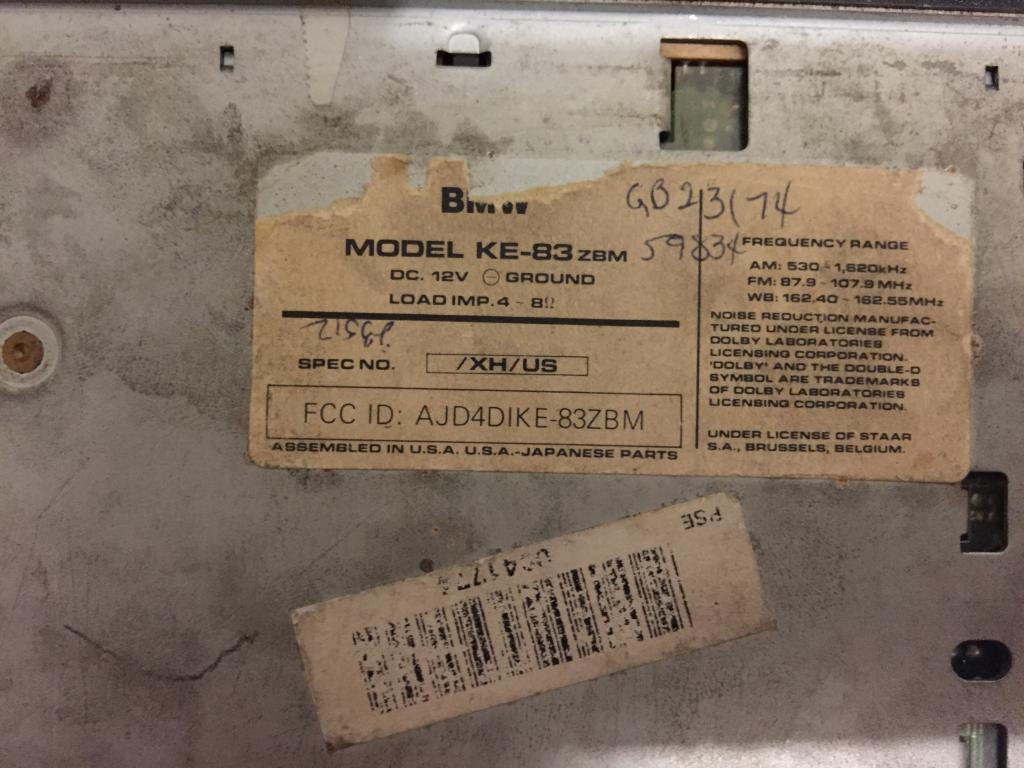 BMW
MODEL KE-83 ZBM
DC. 12V ⊖ GROUND
LOAD IMP. 4 ~ 8Ω
SPEC NO. /XH/US
FCC ID: AJD4DIKE-83ZBM
ASSEMBLED IN U.S.A. U.S.A.-JAPANESE PARTS
59834
FREQUENCY RANGE
AM: 530 ~ 1,620kHz
FM: 87.9 ~ 107.9 MHz
WB: 162.40 ~ 162.55MHz
NOISE REDUCTION MANUFAC-
TURED UNDER LICENSE FROM
DOLBY LABORATORIES
LICENSING CORPORATION.
'DOLBY' AND THE DOUBLE-D
SYMBOL ARE TRADEMARKS
OF DOLBY LABORATORIES
LICENSING CORPORATION.
UNDER LICENSE OF STAAR
S.A., BRUSSELS, BELGIUM.
PSE